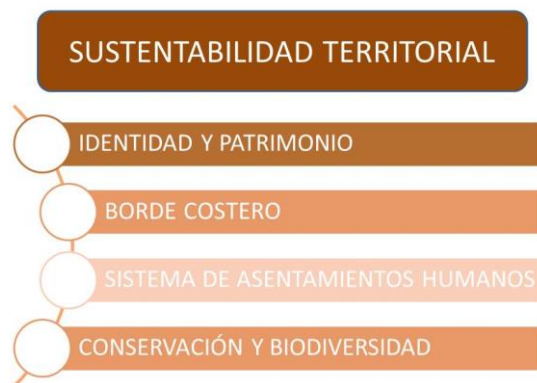 SUSTENTABILIDAD TERRITORIAL
IDENTIDAD Y PATRIMONIO
BORDE COSTERO
SISTEMA DE ASENTAMIENTOS HUMANOS
CONSERVACIÓN Y BIODIVERSIDAD